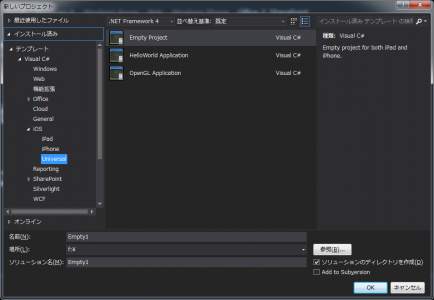 新しいプロジェクト
最近使用したファイル
インストール済み
テンプレート
Visual C#
Windows
Web
機能拡張
Office
Cloud
General
iOS
iPad
iPhone
Universal
Reporting
SharePoint
Silverlight
WCF
オンライン
.NET Framework 4 並べ替え基準: 既定
Empty Project Visual C#
HelloWorld Application Visual C#
OpenGL Application Visual C#
インストール済み テンプレート の検
種類: Visual C#
Empty project for both iPad and
iPhone.
名前(N): Empty1
場所(L): f:¥
参照(B)...
ソリューション名(M): Empty1
ソリューションのディレクトリを作成(D)
Add to Subversion
OK キャンセル